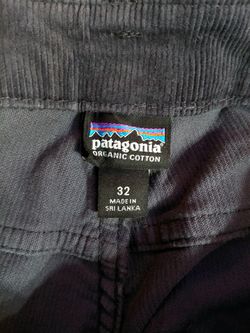 patagonia®
ORGANIC COTTON
32
MADE IN
SRI LANKA